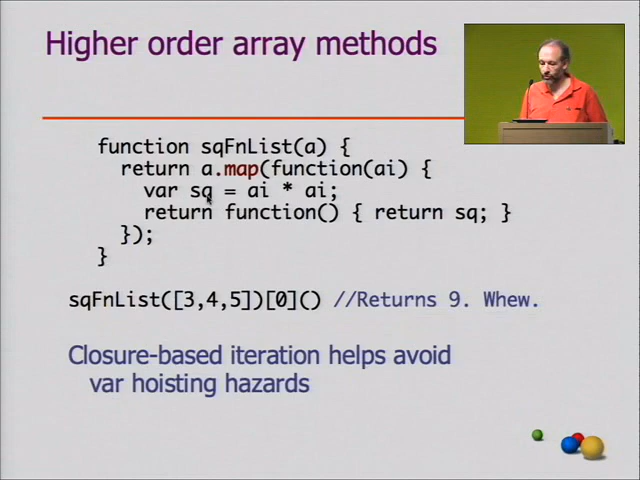 Higher order array methods
function sqFnList(a) {
return a.map(function(ai) {
var sq = ai * ai;
return function() { return sq; }
});
}
sqFnList([3,4,5])[0]() //Returns 9. Whew.
Closure-based iteration helps avoid
var hoisting hazards